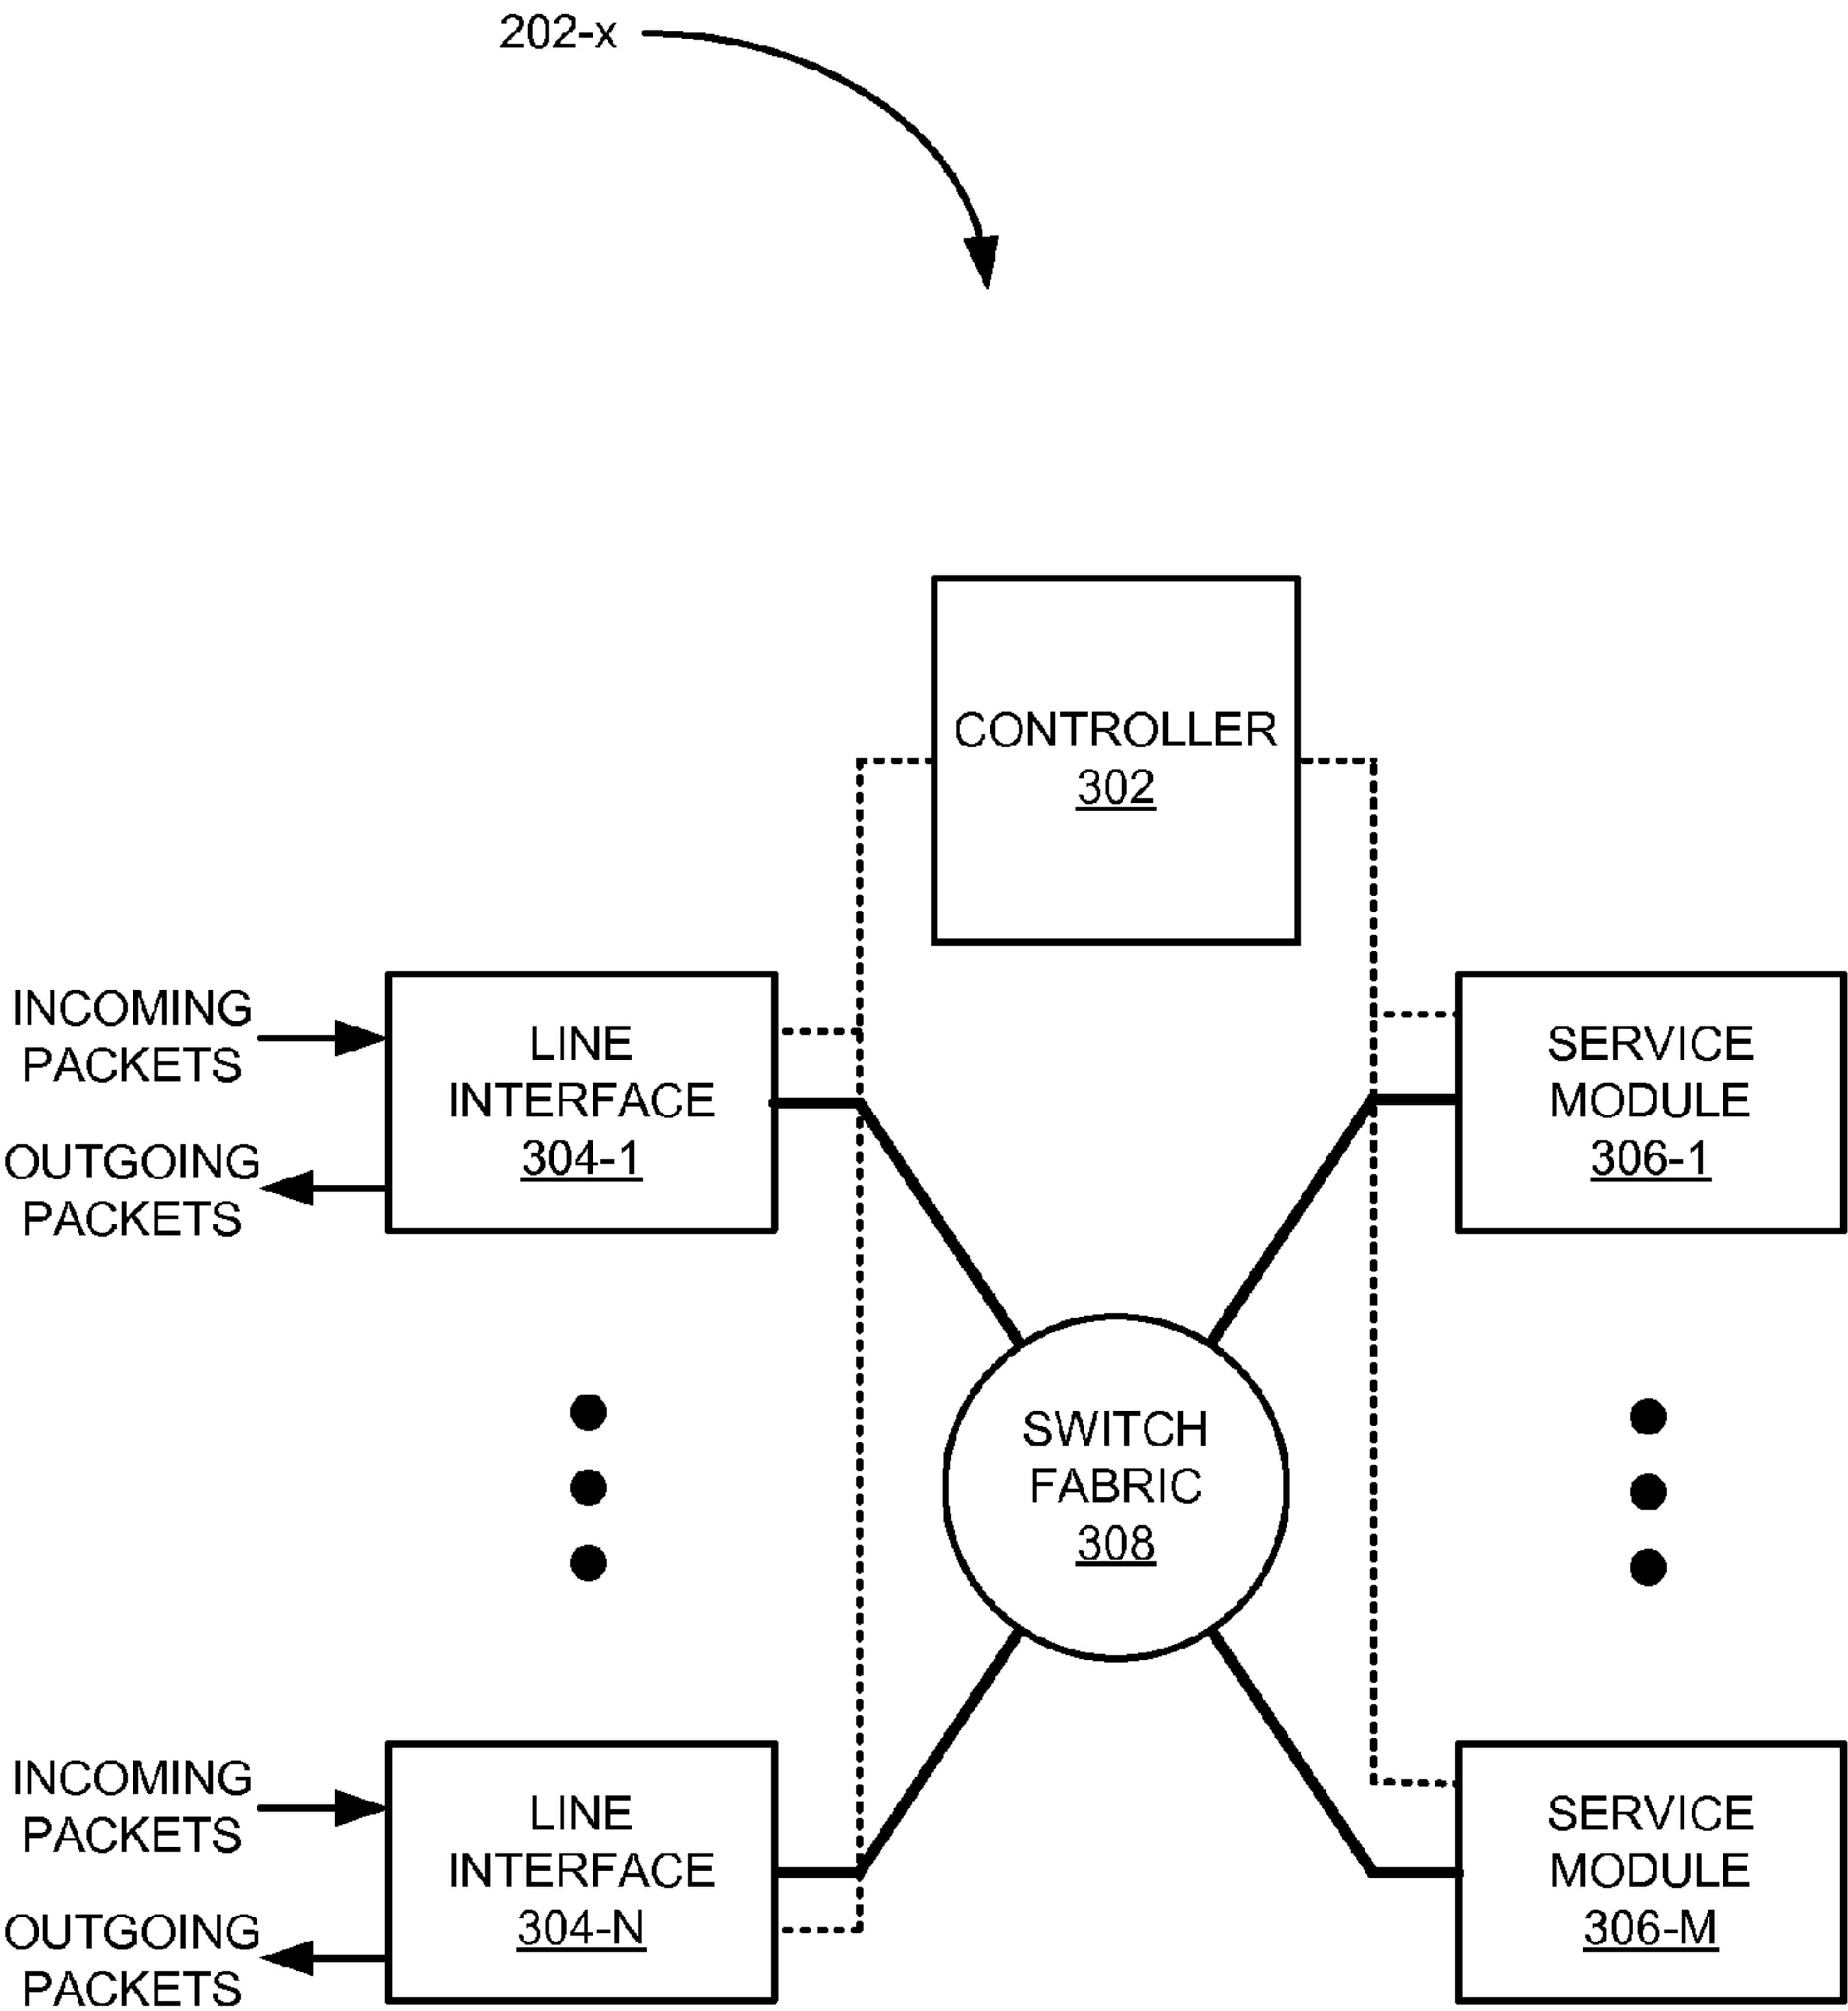 202-x
CONTROLLER
302
INCOMING
PACKETS
OUTGOING
PACKETS
LINE
INTERFACE
304-1
SERVICE
MODULE
306-1
SWITCH
FABRIC
308
INCOMING
PACKETS
OUTGOING
PACKETS
LINE
INTERFACE
304-N
SERVICE
MODULE
306-M